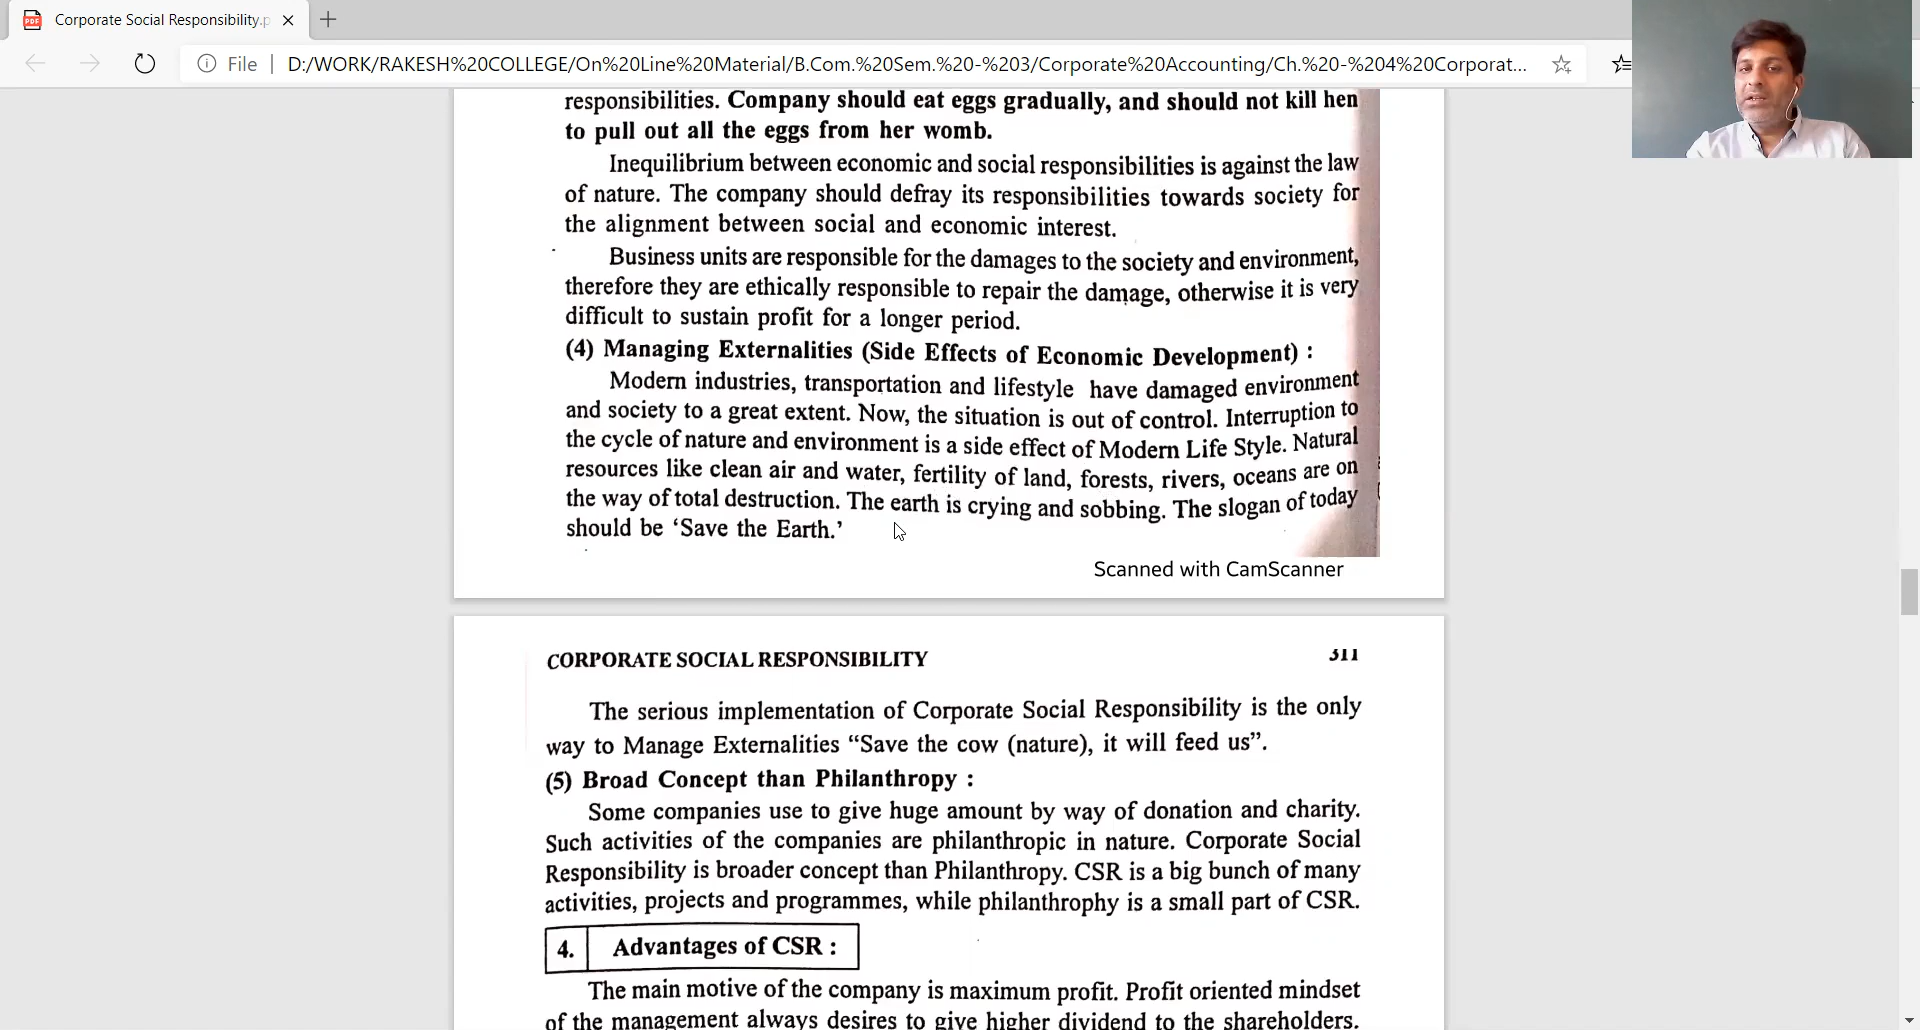 Corporate Social Responsibility.p
File
D:/WORK/RAKESH%20COLLEGE/On%20Line%20Material/B.Com.%20Sem.%20-%203/Corporate%20Accounting/Ch.%20-%204%20Corporat...
responsibilities. Company should eat eggs gradually, and should not kill hen
to pull out all the eggs from her womb.
Inequilibrium between economic and social responsibilities is against the law
of nature. The company should defray its responsibilities towards society for
the alignment between social and economic interest.
Business units are responsible for the damages to the society and environment,
therefore they are ethically responsible to repair the damage, otherwise it is very
difficult to sustain profit for a longer period.
(4) Managing Externalities (Side Effects of Economic Development) :
Modern industries, transportation and lifestyle have damaged environment
and society to a great extent. Now, the situation is out of control. Interruption to
the cycle of nature and environment is a side effect of Modern Life Style. Natural
resources like clean air and water, fertility of land, forests, rivers, oceans are on
the way of total destruction. The earth is crying and sobbing. The slogan of today
should be ‘Save the Earth.’
Scanned with CamScanner
CORPORATE SOCIAL RESPONSIBILITY 311
The serious implementation of Corporate Social Responsibility is the only
way to Manage Externalities “Save the cow (nature), it will feed us”.
(5) Broad Concept than Philanthropy :
Some companies use to give huge amount by way of donation and charity.
Such activities of the companies are philanthropic in nature. Corporate Social
Responsibility is broader concept than Philanthropy. CSR is a big bunch of many
activities, projects and programmes, while philanthrophy is a small part of CSR.
4. Advantages of CSR :
The main motive of the company is maximum profit. Profit oriented mindset
of the management always desires to give higher dividend to the shareholders.